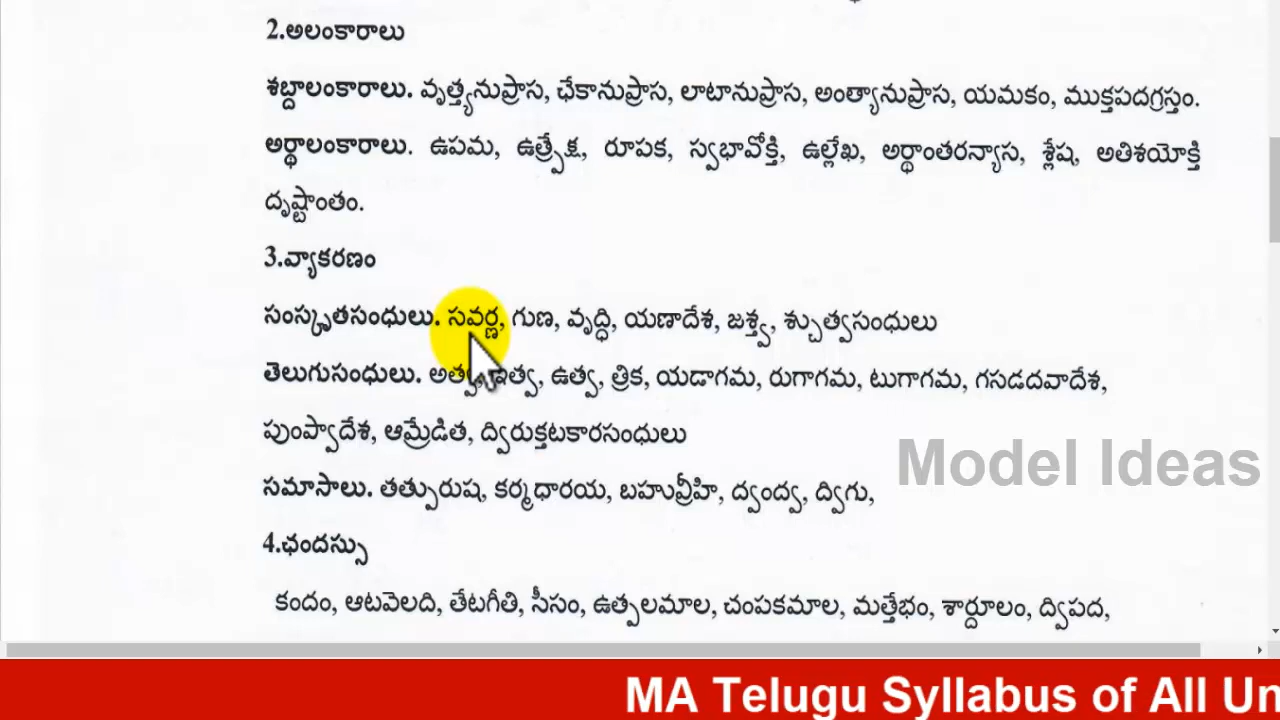 2.అలంకారాలు
శబ్దాలంకారాలు. వృత్త్యనుప్రాస, ఛేకానుప్రాస, లాటానుప్రాస, అంత్యానుప్రాస, యమకం, ముక్తపదగ్రస్తం.
అర్థాలంకారాలు. ఉపమ, ఉత్ప్రేక్ష, రూపక, స్వభావోక్తి, ఉల్లేఖ, అర్థాంతరన్యాస, శ్లేష, అతిశయోక్తి
దృష్టాంతం.
3.వ్యాకరణం
సంస్కృతసంధులు. సవర్ణ, గుణ, వృద్ధి, యణాదేశ, జశ్త్వ, శ్చుత్వసంధులు
తెలుగుసంధులు. అత్వ, ఇత్వ, ఉత్వ, త్రిక, యడాగమ, రుగాగమ, టుగాగమ, గసడదవాదేశ,
పుంప్వాదేశ, ఆమ్రేడిత, ద్విరుక్తటకారసంధులు
Model Ideas
సమాసాలు. తత్పురుష, కర్మధారయ, బహువ్రీహి, ద్వంద్వ, ద్విగు,
4.ఛందస్సు
కందం, ఆటవెలది, తేటగీతి, సీసం, ఉత్పలమాల, చంపకమాల, మత్తేభం, శార్దూలం, ద్విపద,
MA Telugu Syllabus of All Un